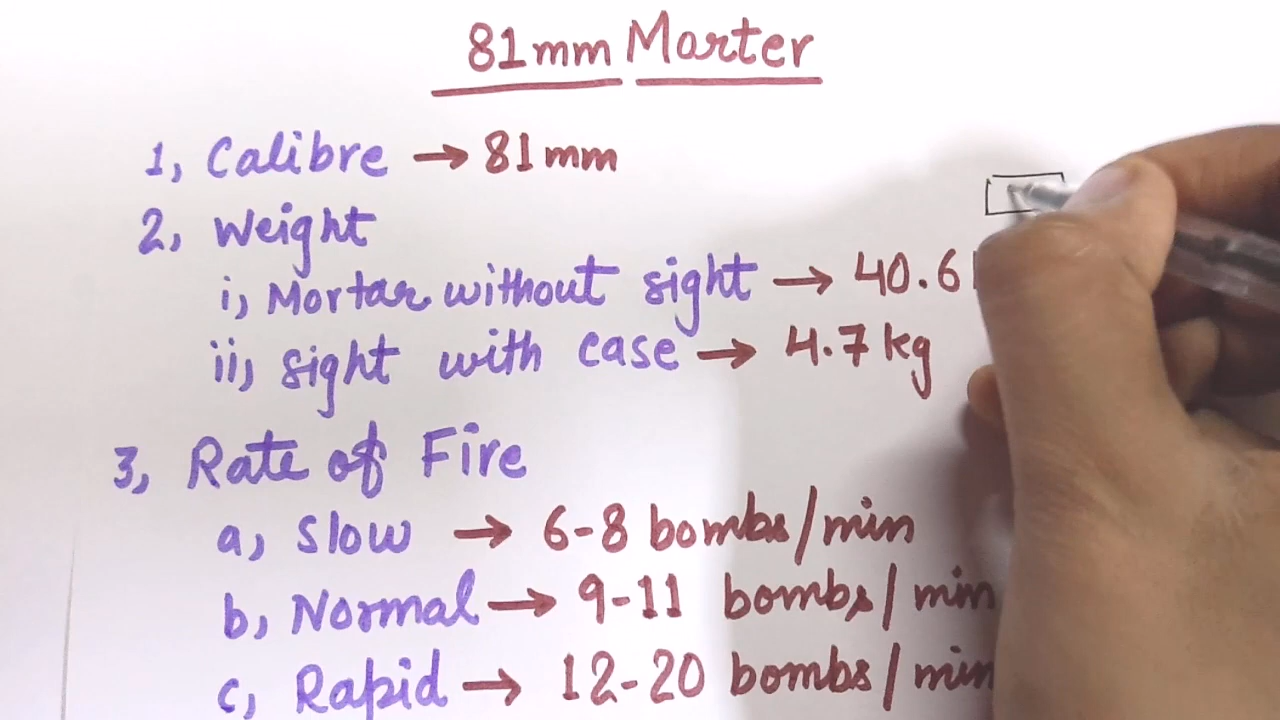 81mm Marter
1, Calibre → 81mm
2, Weight
i, Mortar without sight → 40.6
ii, sight with case → 4.7 kg
3, Rate of Fire
a, Slow → 6-8 bombs/min
b, Normal → 9-11 bombs/min
c, Rapid → 12-20 bombs/min